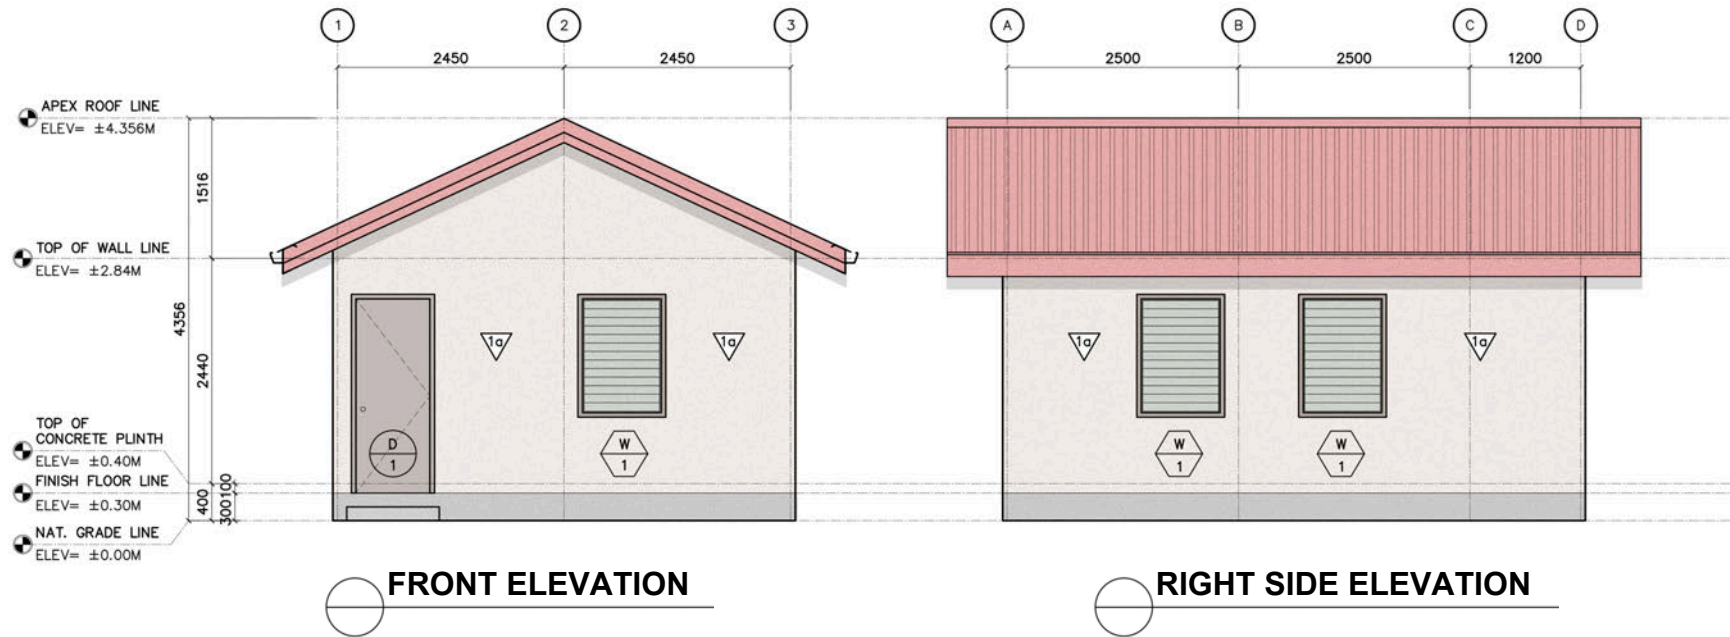 1 2 3 A B C D
2450 2450 2500 2500 1200
APEX ROOF LINE
ELEV= ±4.356M
1516
TOP OF WALL LINE
ELEV= ±2.84M
4356
2440
1a 1a 1a 1a
TOP OF
CONCRETE PLINTH
ELEV= ±0.40M
D
1
W
1
W
1
W
1
FINISH FLOOR LINE
ELEV= ±0.30M
400
300
100
NAT. GRADE LINE
ELEV= ±0.00M
FRONT ELEVATION
RIGHT SIDE ELEVATION